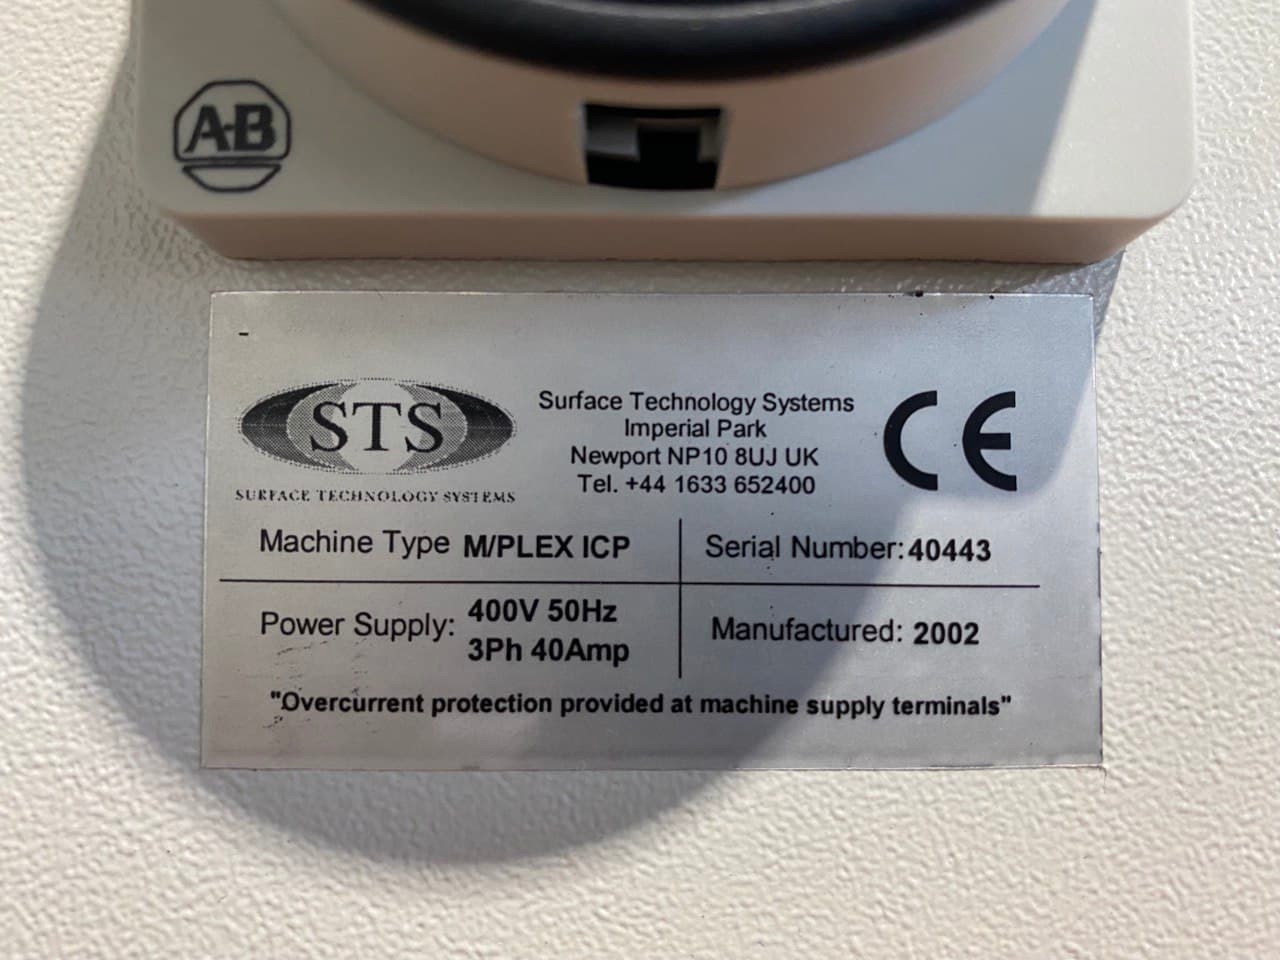 A-B
STS
SURFACE TECHNOLOGY SYSTEMS
Surface Technology Systems
Imperial Park
Newport NP10 8UJ UK
Tel. +44 1633 652400
CE
Machine Type M/PLEX ICP
Serial Number: 40443
Power Supply: 400V 50Hz
3Ph 40Amp
Manufactured: 2002
"Overcurrent protection provided at machine supply terminals"